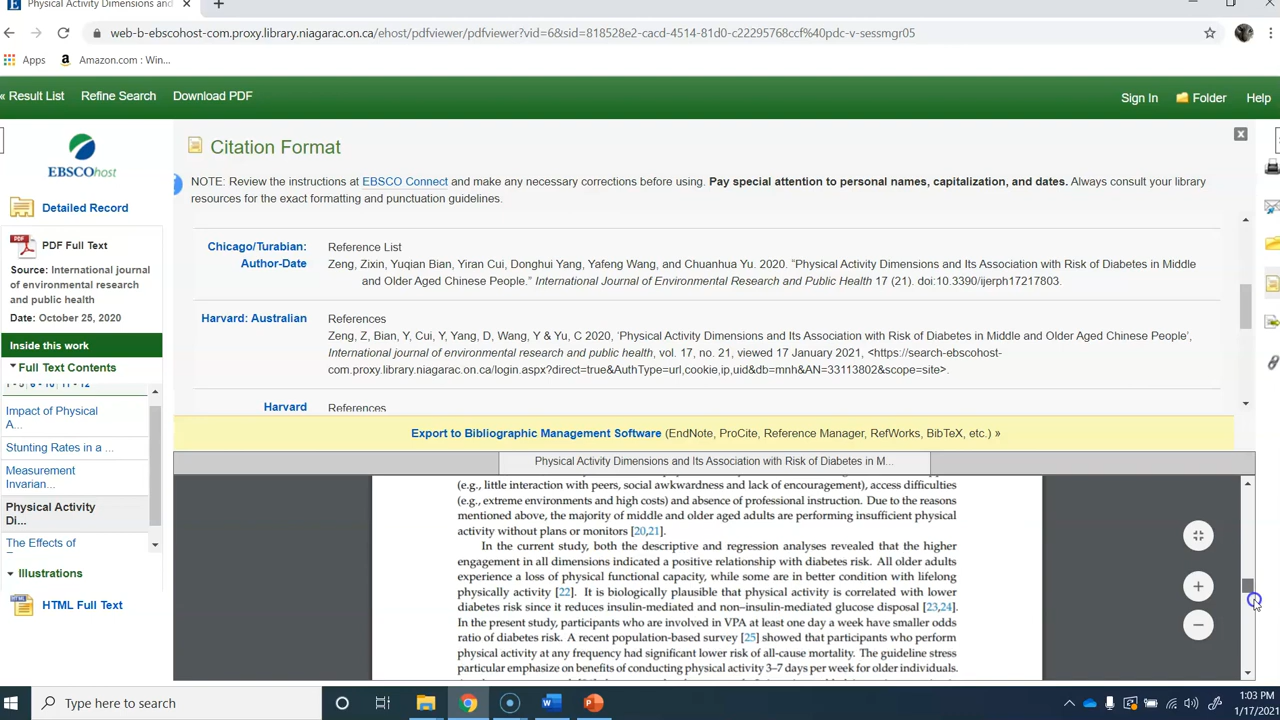 Physical Activity Dimensions and
web-b-ebscohost-com.proxy.library.niagarac.on.ca/ehost/pdfviewer/pdfviewer?vid=6&sid=818528e2-cacd-4514-81d0-c22295768ccf%40pdc-v-sessmgr05
Apps
Amazon.com : Win...
« Result List
Refine Search
Download PDF
Sign In
Folder
Help
EBSCOhost
Detailed Record
PDF Full Text
Source: International journal
of environmental research
and public health
Date: October 25, 2020
Inside this work
Full Text Contents
1 - 5 | 6 - 10 | 11 - 12
Impact of Physical
A...
Stunting Rates in a ...
Measurement
Invarian...
Physical Activity
Di...
The Effects of
Illustrations
HTML Full Text
Citation Format
NOTE: Review the instructions at EBSCO Connect and make any necessary corrections before using. Pay special attention to personal names, capitalization, and dates. Always consult your library
resources for the exact formatting and punctuation guidelines.
Chicago/Turabian:
Author-Date
Reference List
Zeng, Zixin, Yuqian Bian, Yiran Cui, Donghui Yang, Yafeng Wang, and Chuanhua Yu. 2020. “Physical Activity Dimensions and Its Association with Risk of Diabetes in Middle
and Older Aged Chinese People.” International Journal of Environmental Research and Public Health 17 (21). doi:10.3390/ijerph17217803.
Harvard: Australian
References
Zeng, Z, Bian, Y, Cui, Y, Yang, D, Wang, Y & Yu, C 2020, ‘Physical Activity Dimensions and Its Association with Risk of Diabetes in Middle and Older Aged Chinese People’,
International journal of environmental research and public health, vol. 17, no. 21, viewed 17 January 2021, <https://search-ebscohost-
com.proxy.library.niagarac.on.ca/login.aspx?direct=true&AuthType=url,cookie,ip,uid&db=mnh&AN=33113802&scope=site>.
Harvard
References
Export to Bibliographic Management Software (EndNote, ProCite, Reference Manager, RefWorks, BibTeX, etc.) »
Physical Activity Dimensions and Its Association with Risk of Diabetes in M...
(e.g., little interaction with peers, social awkwardness and lack of encouragement), access difficulties
(e.g., extreme environments and high costs) and absence of professional instruction. Due to the reasons
mentioned above, the majority of middle and older aged adults are performing insufficient physical
activity without plans or monitors [20,21].
In the current study, both the descriptive and regression analyses revealed that the higher
engagement in all dimensions indicated a positive relationship with diabetes risk. All older adults
experience a loss of physical functional capacity, while some are in better condition with lifelong
physically activity [22]. It is biologically plausible that physical activity is correlated with lower
diabetes risk since it reduces insulin-mediated and non–insulin-mediated glucose disposal [23,24].
In the present study, participants who are involved in VPA at least one day a week have smaller odds
ratio of diabetes risk. A recent population-based survey [25] showed that participants who perform
physical activity at any frequency had significant lower risk of all-cause mortality. The guideline stress
particular emphasize on benefits of conducting physical activity 3–7 days per week for older individuals.
Type here to search
1:03 PM
1/17/2021